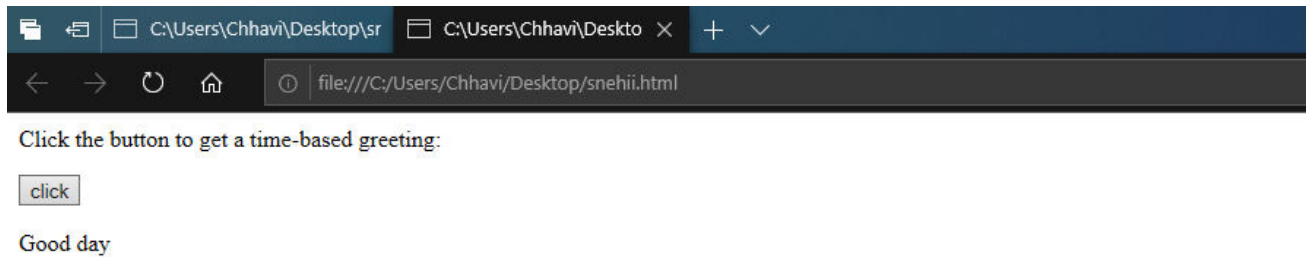 C:\Users\Chhavi\Desktop\sr
C:\Users\Chhavi\Deskto
file:///C:/Users/Chhavi/Desktop/snehii.html
Click the button to get a time-based greeting:
click
Good day